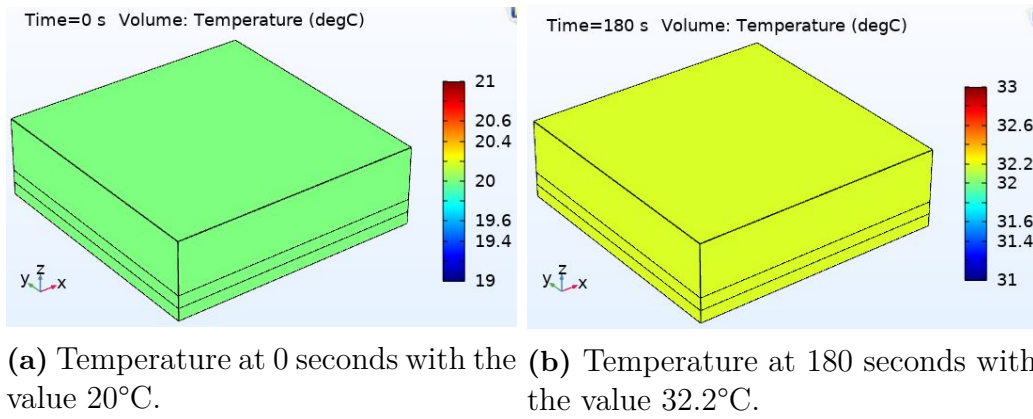 Time=0 s Volume: Temperature (degC)
21
20.6
20.4
20
19.6
19.4
19
y z x
Time=180 s Volume: Temperature (degC)
33
32.6
32.2
32
31.6
31.4
31
y z x
(a) Temperature at 0 seconds with the
value 20°C.
(b) Temperature at 180 seconds with
the value 32.2°C.